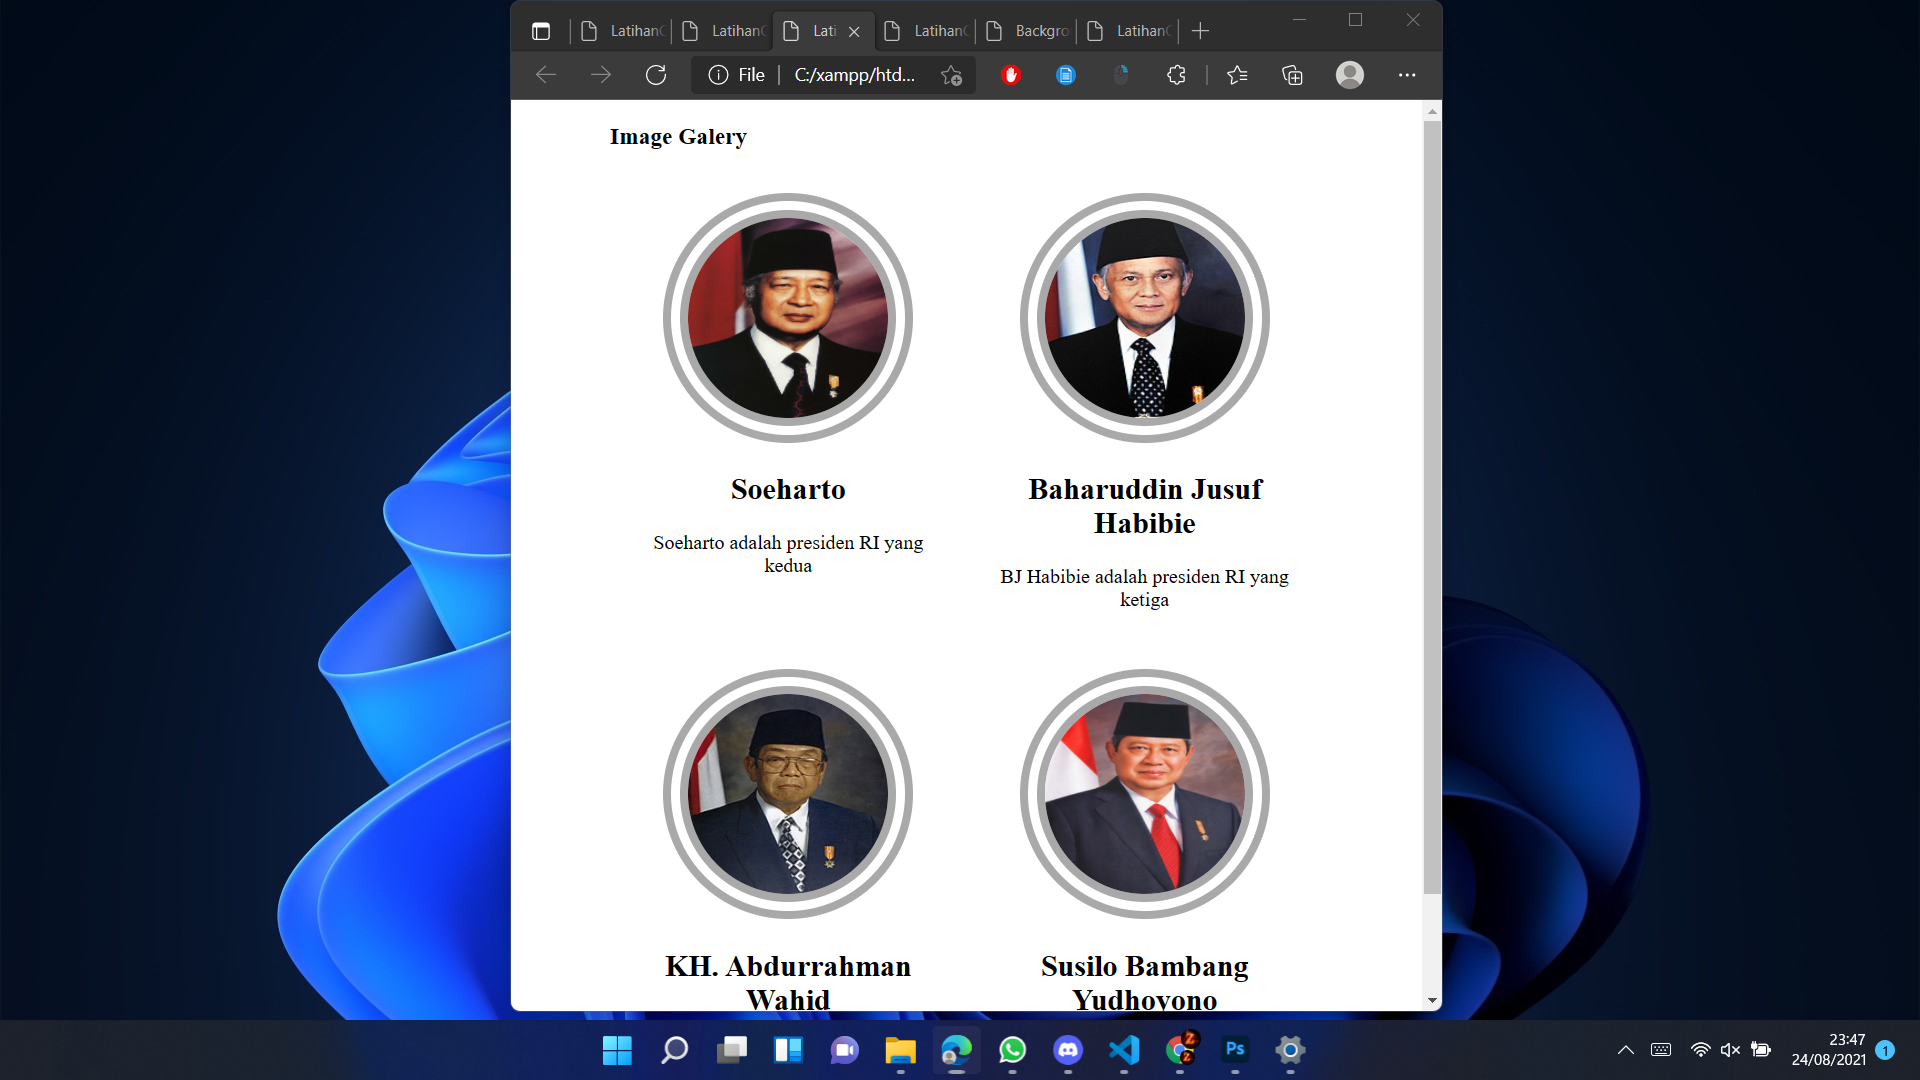 LatihanC
LatihanC
Lati
LatihanC
Backgro
LatihanC
File
C:/xampp/htd...
Image Galery
Soeharto
Soeharto adalah presiden RI yang
kedua
Baharuddin Jusuf
Habibie
BJ Habibie adalah presiden RI yang
ketiga
KH. Abdurrahman
Wahid
Susilo Bambang
Yudhoyono
Ps
23:47
24/08/2021
1